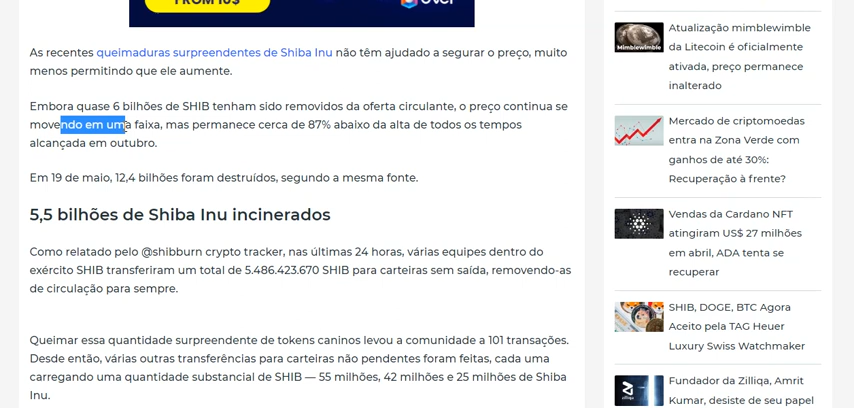 FROM 10$
Over
As recentes queimaduras surpreendentes de Shiba Inu não têm ajudado a segurar o preço, muito
menos permitindo que ele aumente.
Embora quase 6 bilhões de SHIB tenham sido removidos da oferta circulante, o preço continua se
movendo em uma faixa, mas permanece cerca de 87% abaixo da alta de todos os tempos
alcançada em outubro.
Em 19 de maio, 12,4 bilhões foram destruídos, segundo a mesma fonte.
5,5 bilhões de Shiba Inu incinerados
Como relatado pelo @shibburn crypto tracker, nas últimas 24 horas, várias equipes dentro do
exército SHIB transferiram um total de 5.486.423.670 SHIB para carteiras sem saída, removendo-as
de circulação para sempre.
Queimar essa quantidade surpreendente de tokens caninos levou a comunidade a 101 transações.
Desde então, várias outras transferências para carteiras não pendentes foram feitas, cada uma
carregando uma quantidade substancial de SHIB — 55 milhões, 42 milhões e 25 milhões de Shiba
Inu.
Mimblewimble
Atualização mimblewimble
da Litecoin é oficialmente
ativada, preço permanece
inalterado
Mercado de criptomoedas
entra na Zona Verde com
ganhos de até 30%:
Recuperação à frente?
Vendas da Cardano NFT
atingiram US$ 27 milhões
em abril, ADA tenta se
recuperar
SHIB, DOGE, BTC Agora
Aceito pela TAG Heuer
Luxury Swiss Watchmaker
zilliqa
Fundador da Zilliqa, Amrit
Kumar, desiste de seu papel